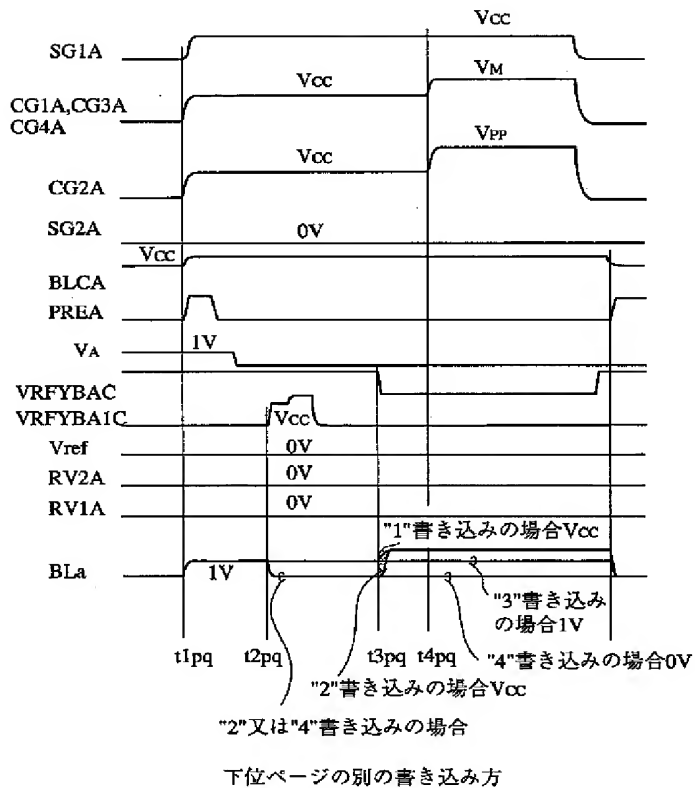 VCC
SG1A
VCC
VM
CG1A,CG3A
CG4A
VCC
VPP
CG2A
SG2A
0V
VCC
BLCA
PREA
VA
1V
VRFYBAC
VRFYBA1C
VCC
Vref
0V
RV2A
0V
RV1A
0V
"1"書き込みの場合Vcc
BLa
1V
"3"書き込み
の場合1V
t1pq
t2pq
t3pq
t4pq
"4"書き込みの場合0V
"2"書き込みの場合Vcc
"2"又は"4"書き込みの場合
下位ページの別の書き込み方